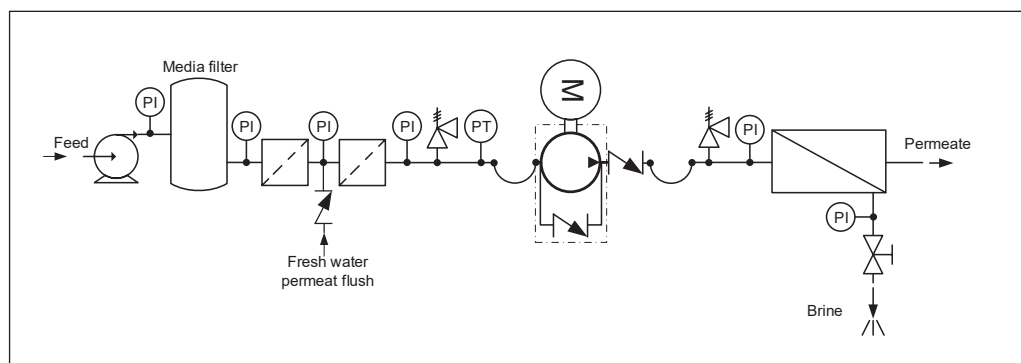 Media filter
PI
Feed
PI
PI
PI
PT
M
PI
Permeate
PI
Fresh water
permeat flush
Brine